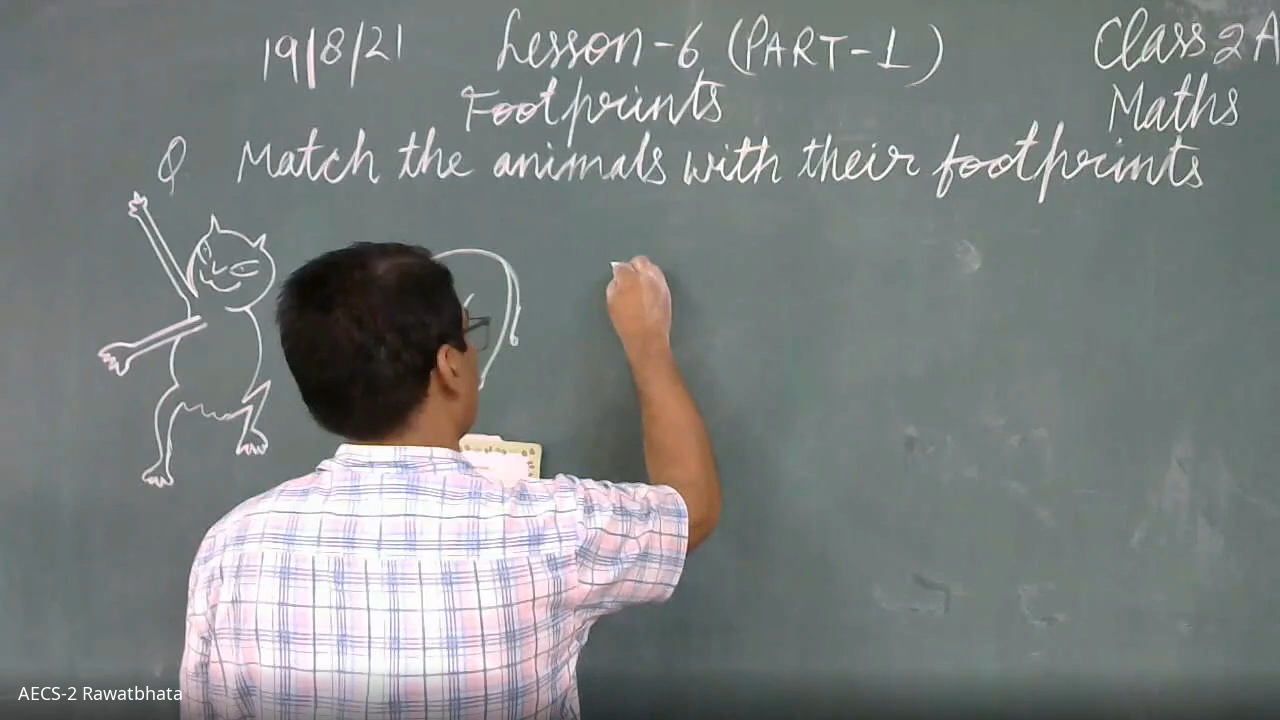 19/8/21 Lesson-6 (PART-1) Class 2A
Footprints Maths
Q Match the animals with their footprints
AECS-2 Rawatbhata